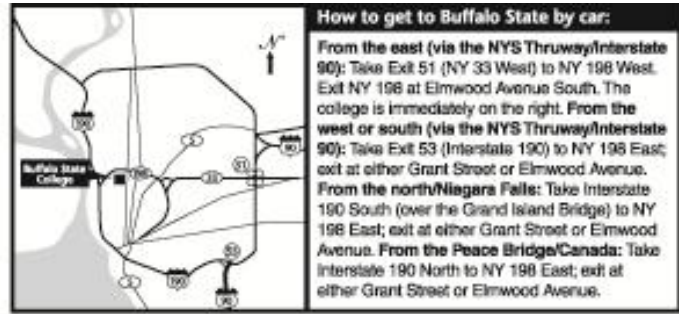 How to get to Buffalo State by car:
From the east (via the NYS Thruway/Interstate
90): Take Exit 51 (NY 33 West) to NY 198 West.
Exit NY 198 at Elmwood Avenue South. The
college is immediately on the right. From the
west or south (via the NYS Thruway/Interstate
90): Take Exit 53 (Interstate 190) to NY 198 East;
exit at either Grant Street or Elmwood Avenue.
From the north/Niagara Falls: Take Interstate
190 South (over the Grand Island Bridge) to NY
198 East; exit at either Grant Street or Elmwood
Avenue. From the Peace Bridge/Canada: Take
Interstate 190 North to NY 198 East; exit at
either Grant Street or Elmwood Avenue.
N
190
5
90
51
198
33
Buffalo State
College
53
5
190
90